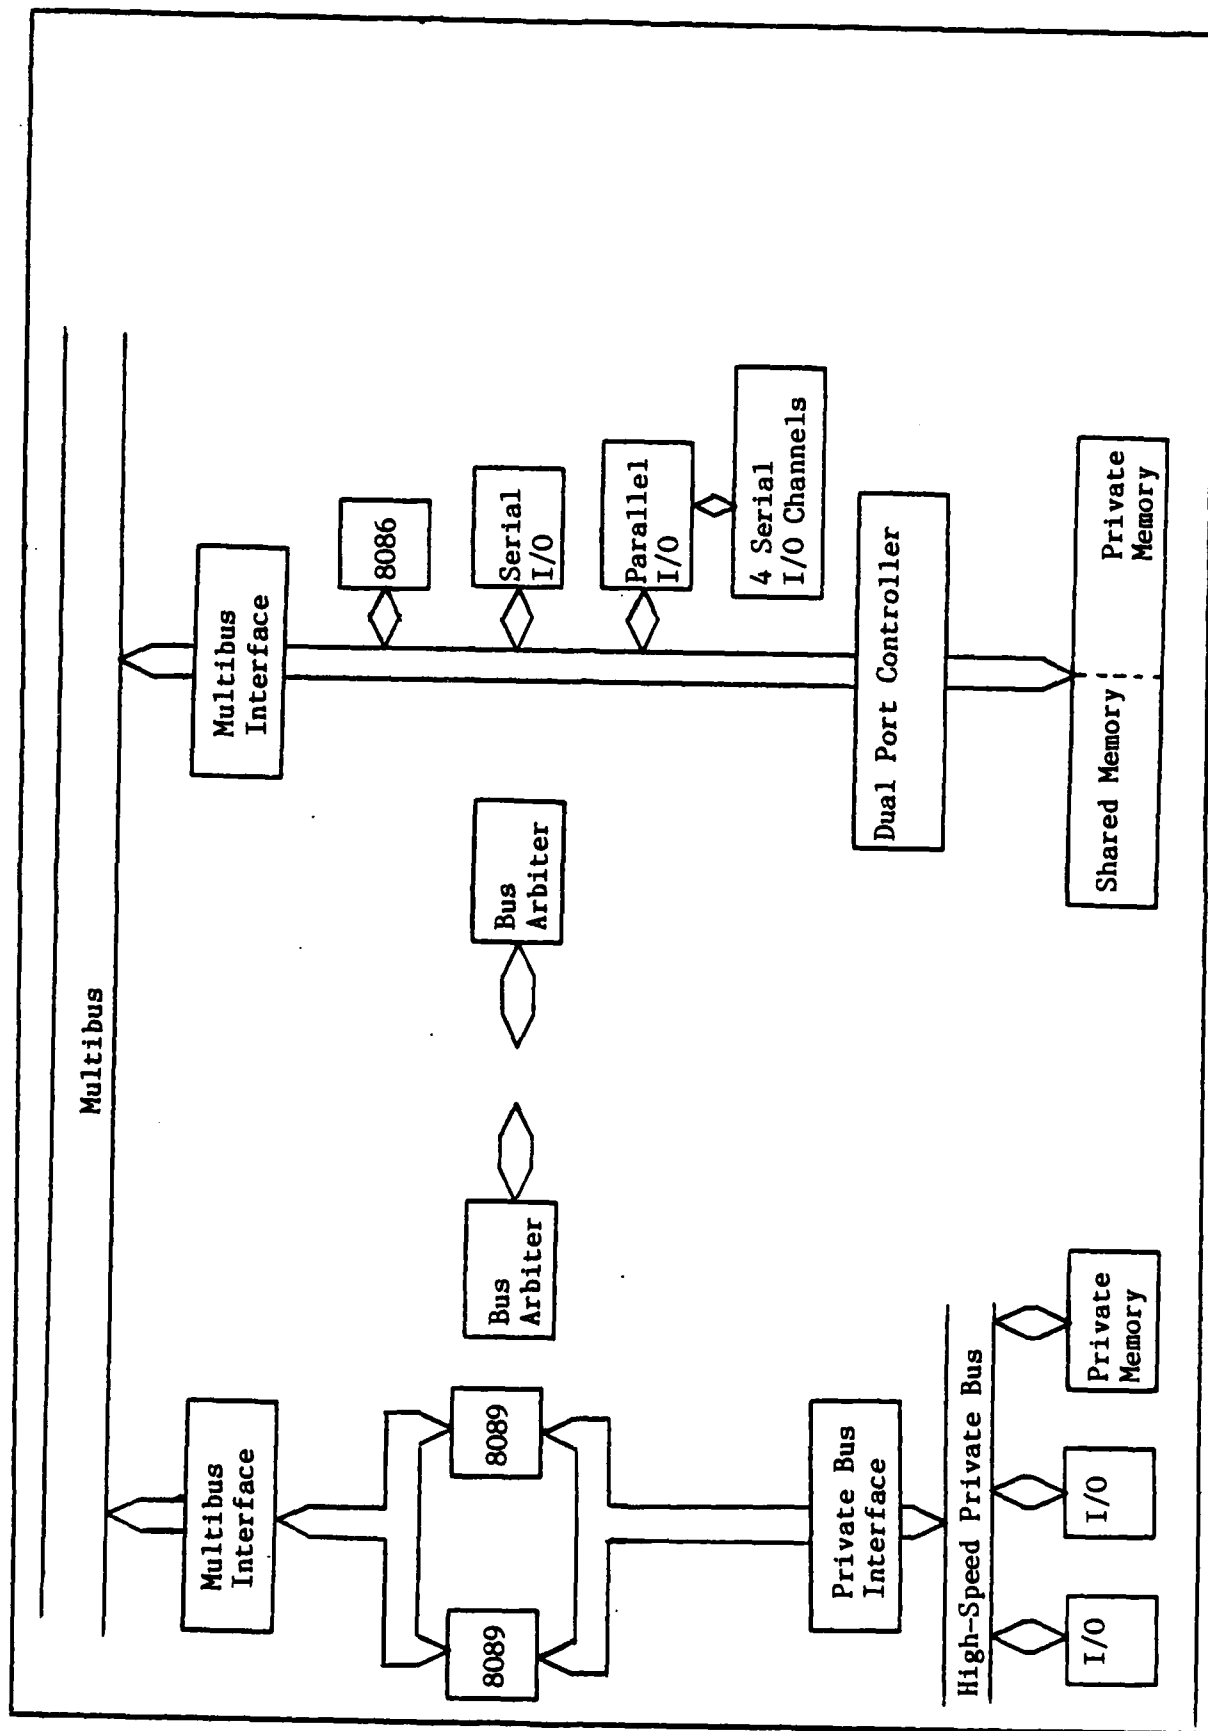 Multibus
Multibus
Interface
Multibus
Interface
8089
8089
8086
Bus
Arbiter
Bus
Arbiter
Serial
I/O
Parallel
I/O
4 Serial
I/O Channels
Private Bus
Interface
Dual Port Controller
High-Speed Private Bus
I/O
I/O
Private
Memory
Shared Memory
Private
Memory